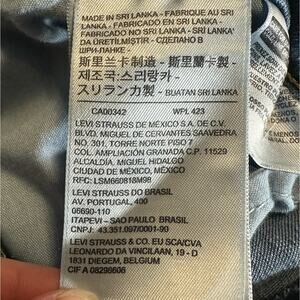 MADE IN SRI LANKA - FABRIQUE AU SRI
LANKA - FABRICADO EN SRI LANKA -
FABRICADO NO SRI LANKA - SRİ LANKA'
DA ÜRETİLMİŞTİR - СДЕЛАНО В
ШРИ-ЛАНКЕ -
斯里兰卡制造 - 斯里蘭卡製 -
제조국:스리랑카 -
スリランカ製 - BUATAN SRI LANKA
CA00342 WPL 423
LEVI STRAUSS DE MÉXICO S.A. DE C.V.
BLVD. MIGUEL DE CERVANTES SAAVEDRA
NO. 301, TORRE NORTE PISO 7
COL. AMPLIACIÓN GRANADA C.P. 11529
ALCALDÍA, MIGUEL HIDALGO
CIUDAD DE MÉXICO, MÉXICO
RFC: LSM660818M98
LEVI STRAUSS DO BRASIL
AV. PORTUGAL, 400
06690-110
ITAPEVI - SAO PAULO BRASIL
CNPJ: 43.351.097/0001-90
LEVI STRAUSS & CO. EU SCA/CVA
LEONARDO DA VINCILAAN, 19 - D
1831 DIEGEM, BELGIUM
CIF A 08298606